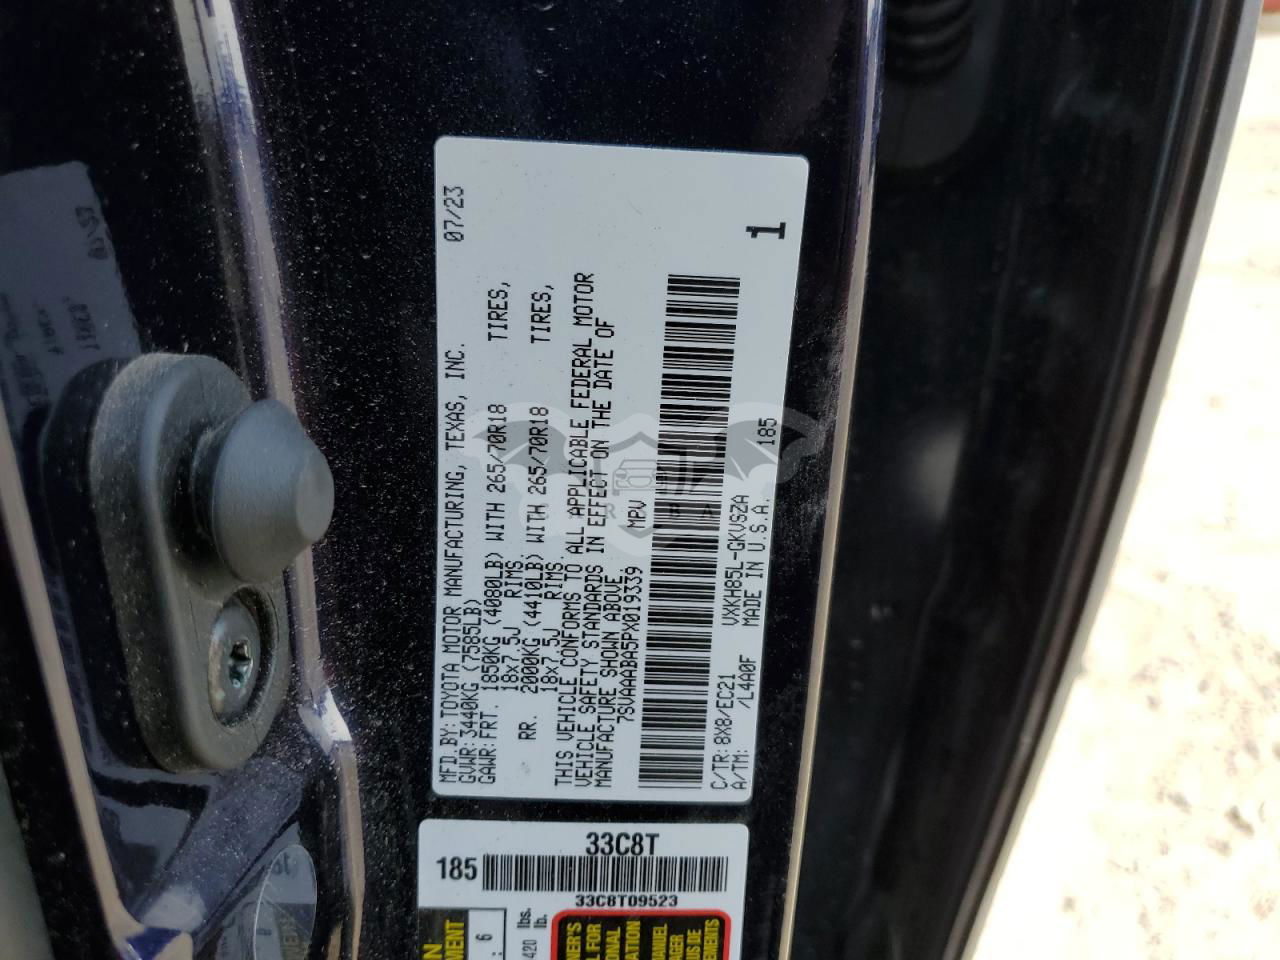 MFD.BY:TOYOTA MOTOR MANUFACTURING, TEXAS, INC. 07/23
GVWR:3440KG (7585LB)
GAWR:FRT. 1850KG (4080LB) WITH 265/70R18 TIRES,
18x7.5J RIMS.
RR. 2000KG (4410LB) WITH 265/70R18 TIRES,
18x7.5J RIMS.
THIS VEHICLE CONFORMS TO ALL APPLICABLE FEDERAL MOTOR
VEHICLE SAFETY STANDARDS IN EFFECT ON THE DATE OF
MANUFACTURE SHOWN ABOVE
7SVAAABA5PX019339 MPV
C/TR:8X8/EC21 VXKH85L-GKVSZA 185
A/TM: /L4A0F MADE IN U.S.A.
1
33C8T
185
33C8T09523
: 6
420 lbs.
lb.